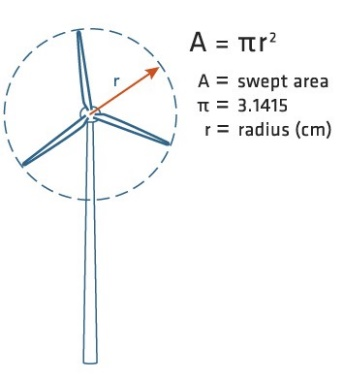 A = πr²
r
A = swept area
π = 3.1415
r = radius (cm)